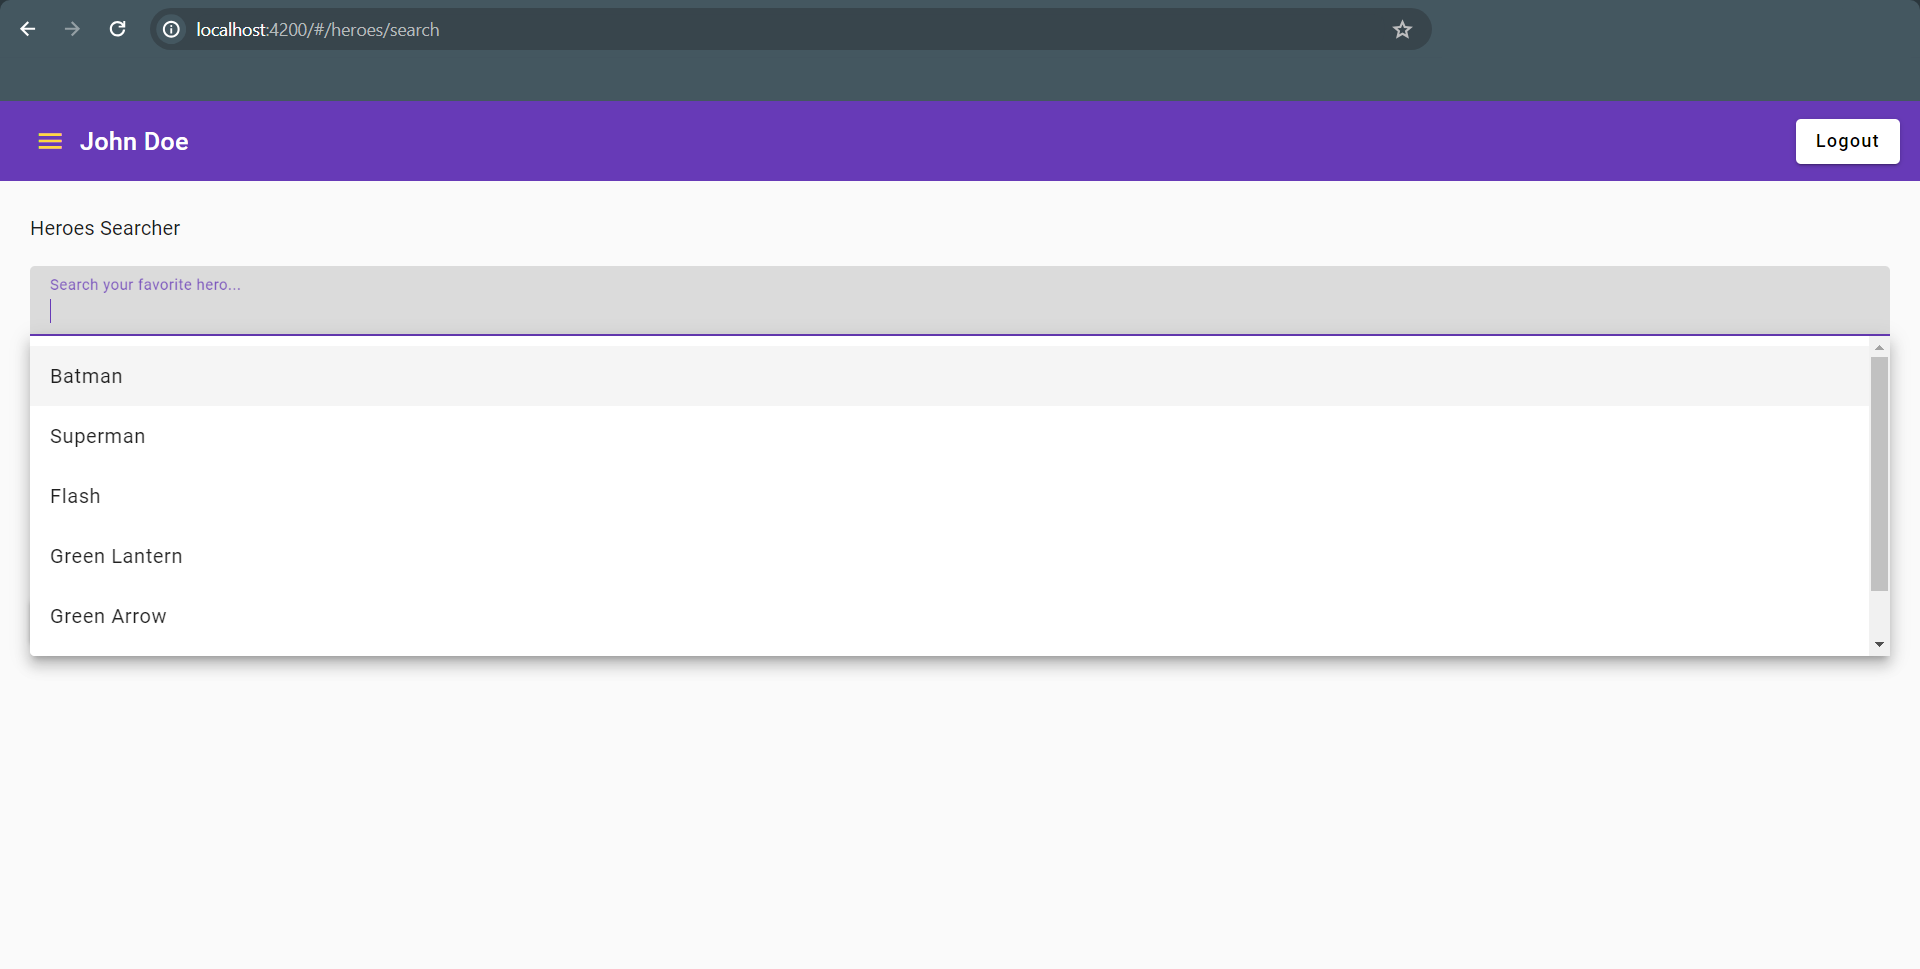 localhost:4200/#/heroes/search
John Doe
Logout
Heroes Searcher
Search your favorite hero...
Batman
Superman
Flash
Green Lantern
Green Arrow